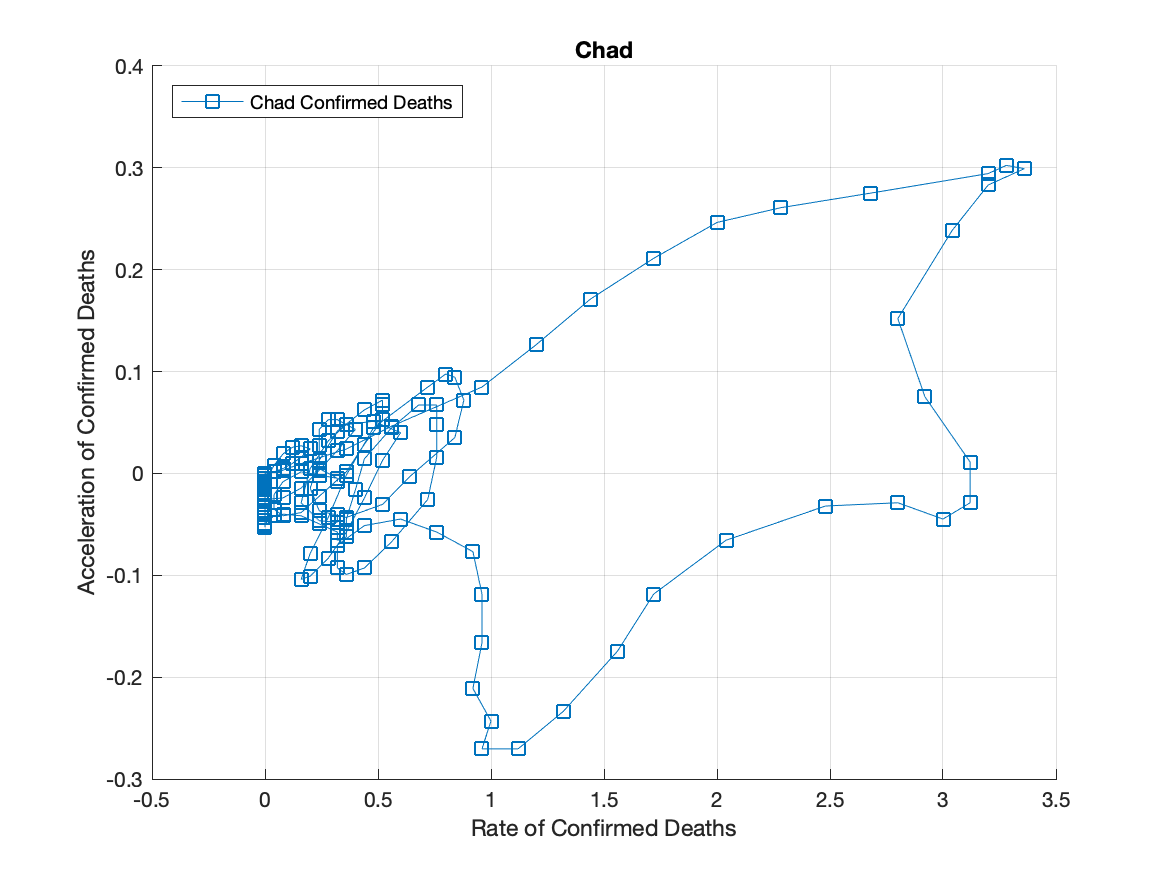 Chad
Chad Confirmed Deaths
0.4
0.3
0.2
0.1
0
-0.1
-0.2
-0.3
Acceleration of Confirmed Deaths
-0.5 0 0.5 1 1.5 2 2.5 3 3.5
Rate of Confirmed Deaths